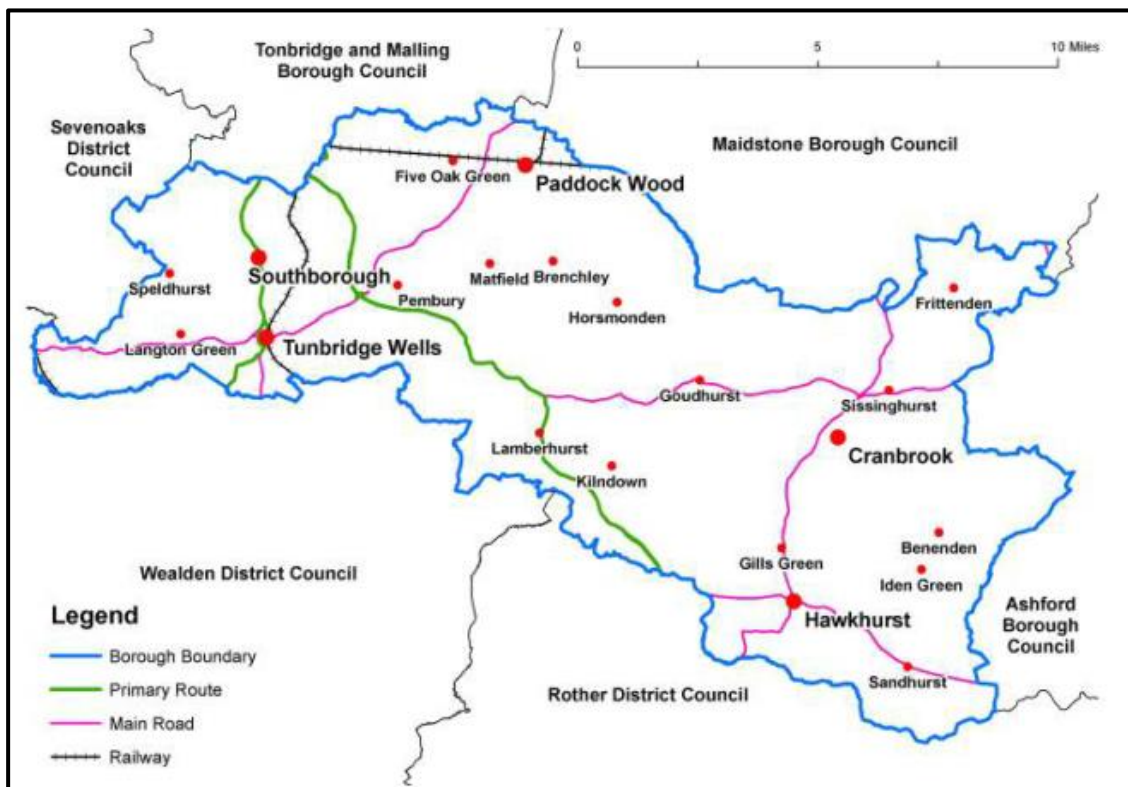 Tonbridge and Malling
Borough Council
0
5
10 Miles
Sevenoaks
District
Council
Maidstone Borough Council
Five Oak Green
Paddock Wood
Southborough
Speldhurst
Matfield
Brenchley
Pembury
Horsmonden
Frittenden
Langton Green
Tunbridge Wells
Goudhurst
Sissinghurst
Lamberhurst
Cranbrook
Kilndown
Gills Green
Benenden
Iden Green
Wealden District Council
Hawkhurst
Ashford
Borough
Council
Sandhurst
Rother District Council
Legend
Borough Boundary
Primary Route
Main Road
Railway